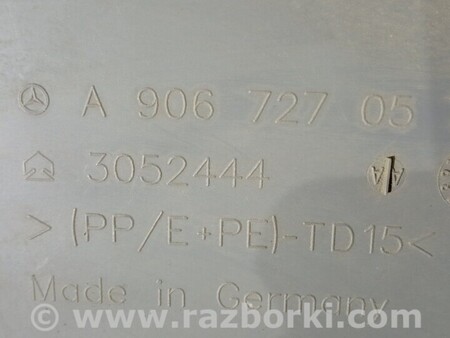 A 906 727 05
3052444
>(PP/E+PE)-TD15<
Made in Germany
www.razborki.com